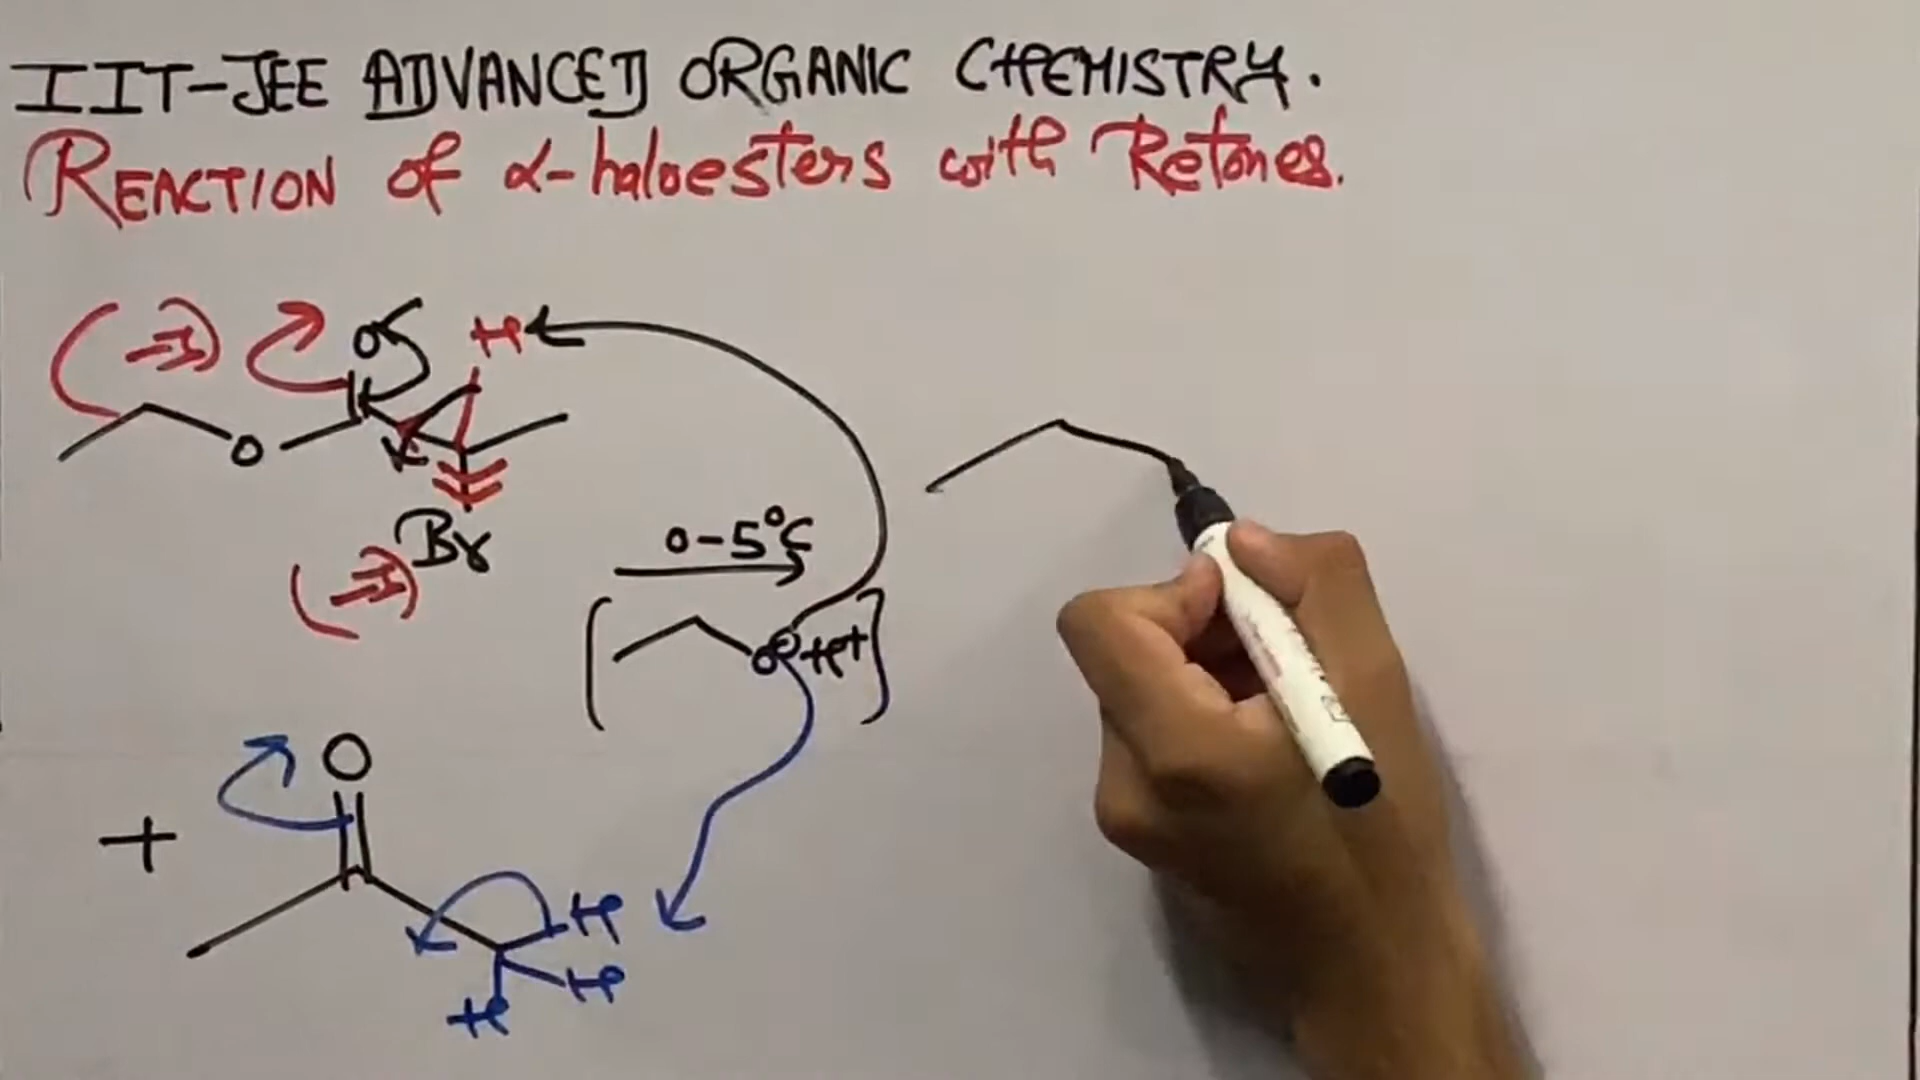 IIT-JEE ADVANCED ORGANIC CHEMISTRY.
REACTION of α-haloesters with Ketones.
(-I)
O
H
O
Br
(-I)
0-5°C
O⊖ H+
+
O
H
H
H